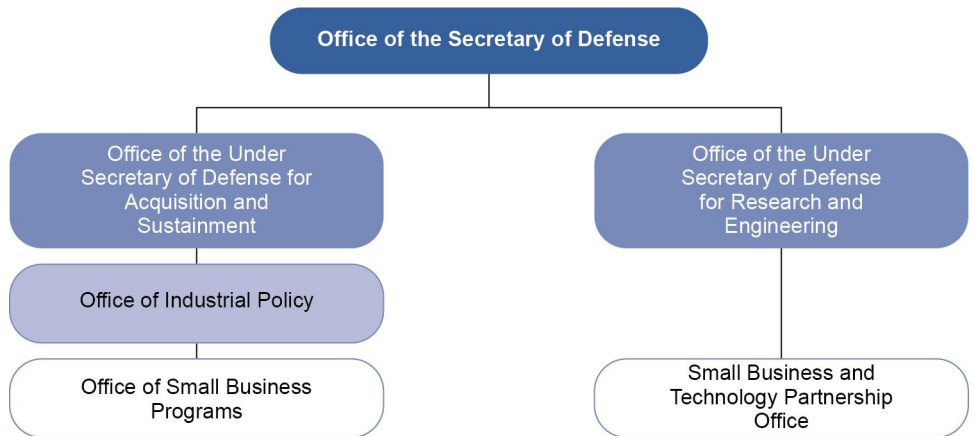 Office of the Secretary of Defense
Office of the Under
Secretary of Defense for
Acquisition and
Sustainment
Office of the Under
Secretary of Defense
for Research and
Engineering
Office of Industrial Policy
Office of Small Business
Programs
Small Business and
Technology Partnership
Office